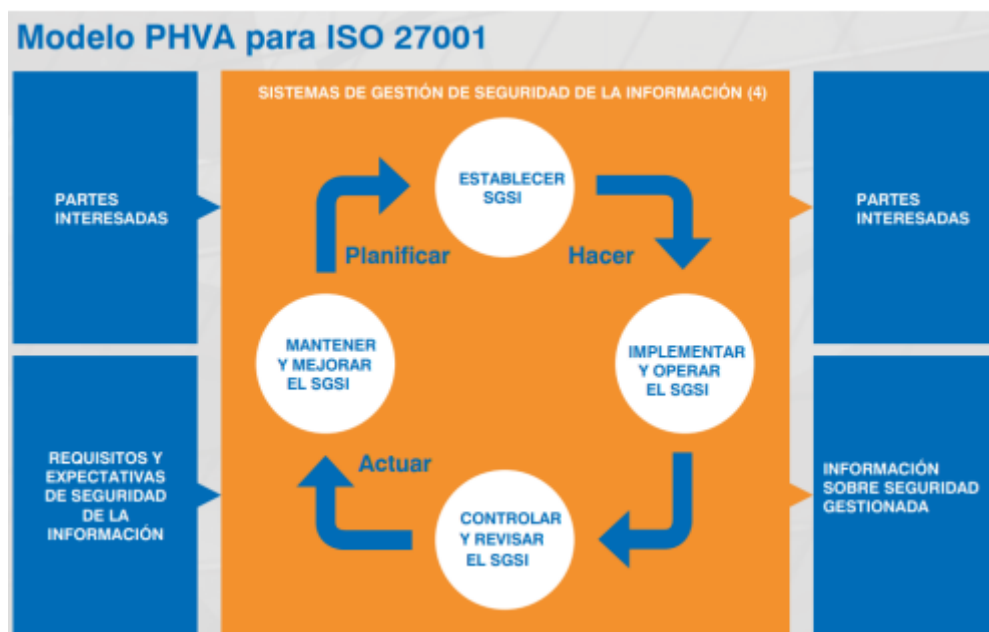 Modelo PHVA para ISO 27001
SISTEMAS DE GESTIÓN DE SEGURIDAD DE LA INFORMACIÓN (4)
PARTES
INTERESADAS
REQUISITOS Y
EXPECTATIVAS
DE SEGURIDAD
DE LA
INFORMACIÓN
ESTABLECER
SGSI
Planificar
Hacer
MANTENER
Y MEJORAR
EL SGSI
IMPLEMENTAR
Y OPERAR
EL SGSI
Actuar
CONTROLAR
Y REVISAR
EL SGSI
PARTES
INTERESADAS
INFORMACIÓN
SOBRE SEGURIDAD
GESTIONADA